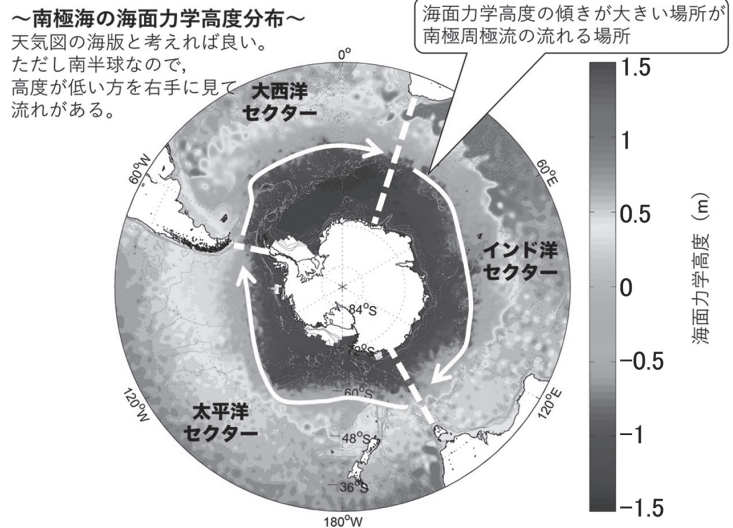 ～南極海の海面力学高度分布～
天気図の海版と考えれば良い。
ただし南半球なので，
高度が低い方を右手に見て
流れがある。
海面力学高度の傾きが大きい場所が
南極周極流の流れる場所
0°
大西洋
セクター
60°W
60°E
インド洋
セクター
84°S
72°S
60°S
48°S
36°S
太平洋
セクター
120°W
120°E
180°W
1.5
1
0.5
0
−0.5
−1
−1.5
海面力学高度（m）